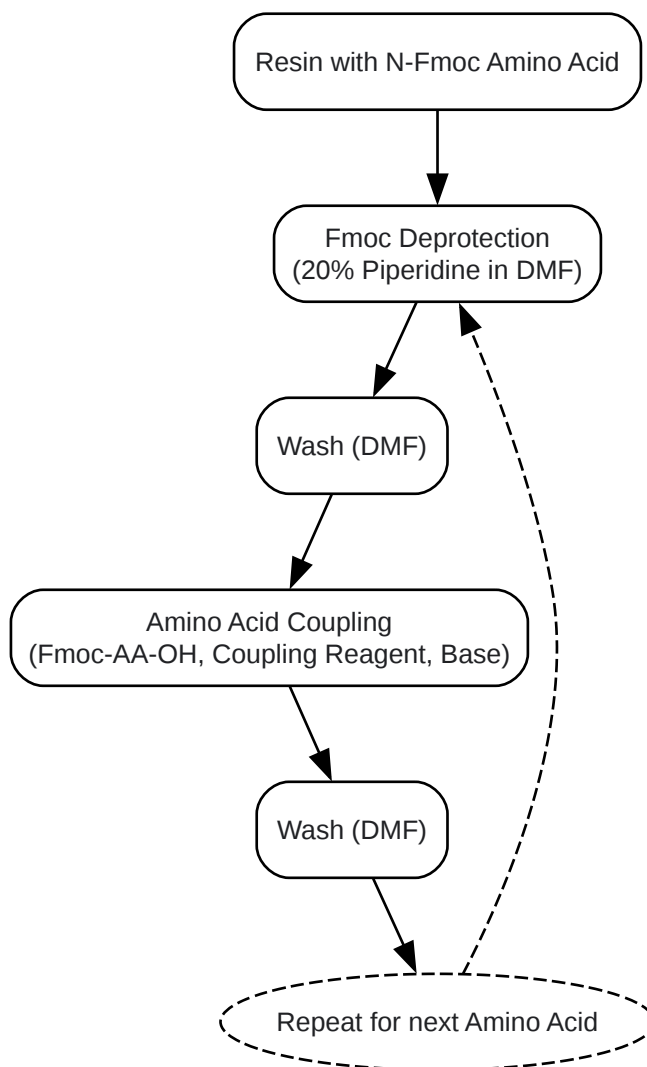 Resin with N-Fmoc Amino Acid
Fmoc Deprotection
(20% Piperidine in DMF)
Wash (DMF)
Amino Acid Coupling
(Fmoc-AA-OH, Coupling Reagent, Base)
Wash (DMF)
Repeat for next Amino Acid